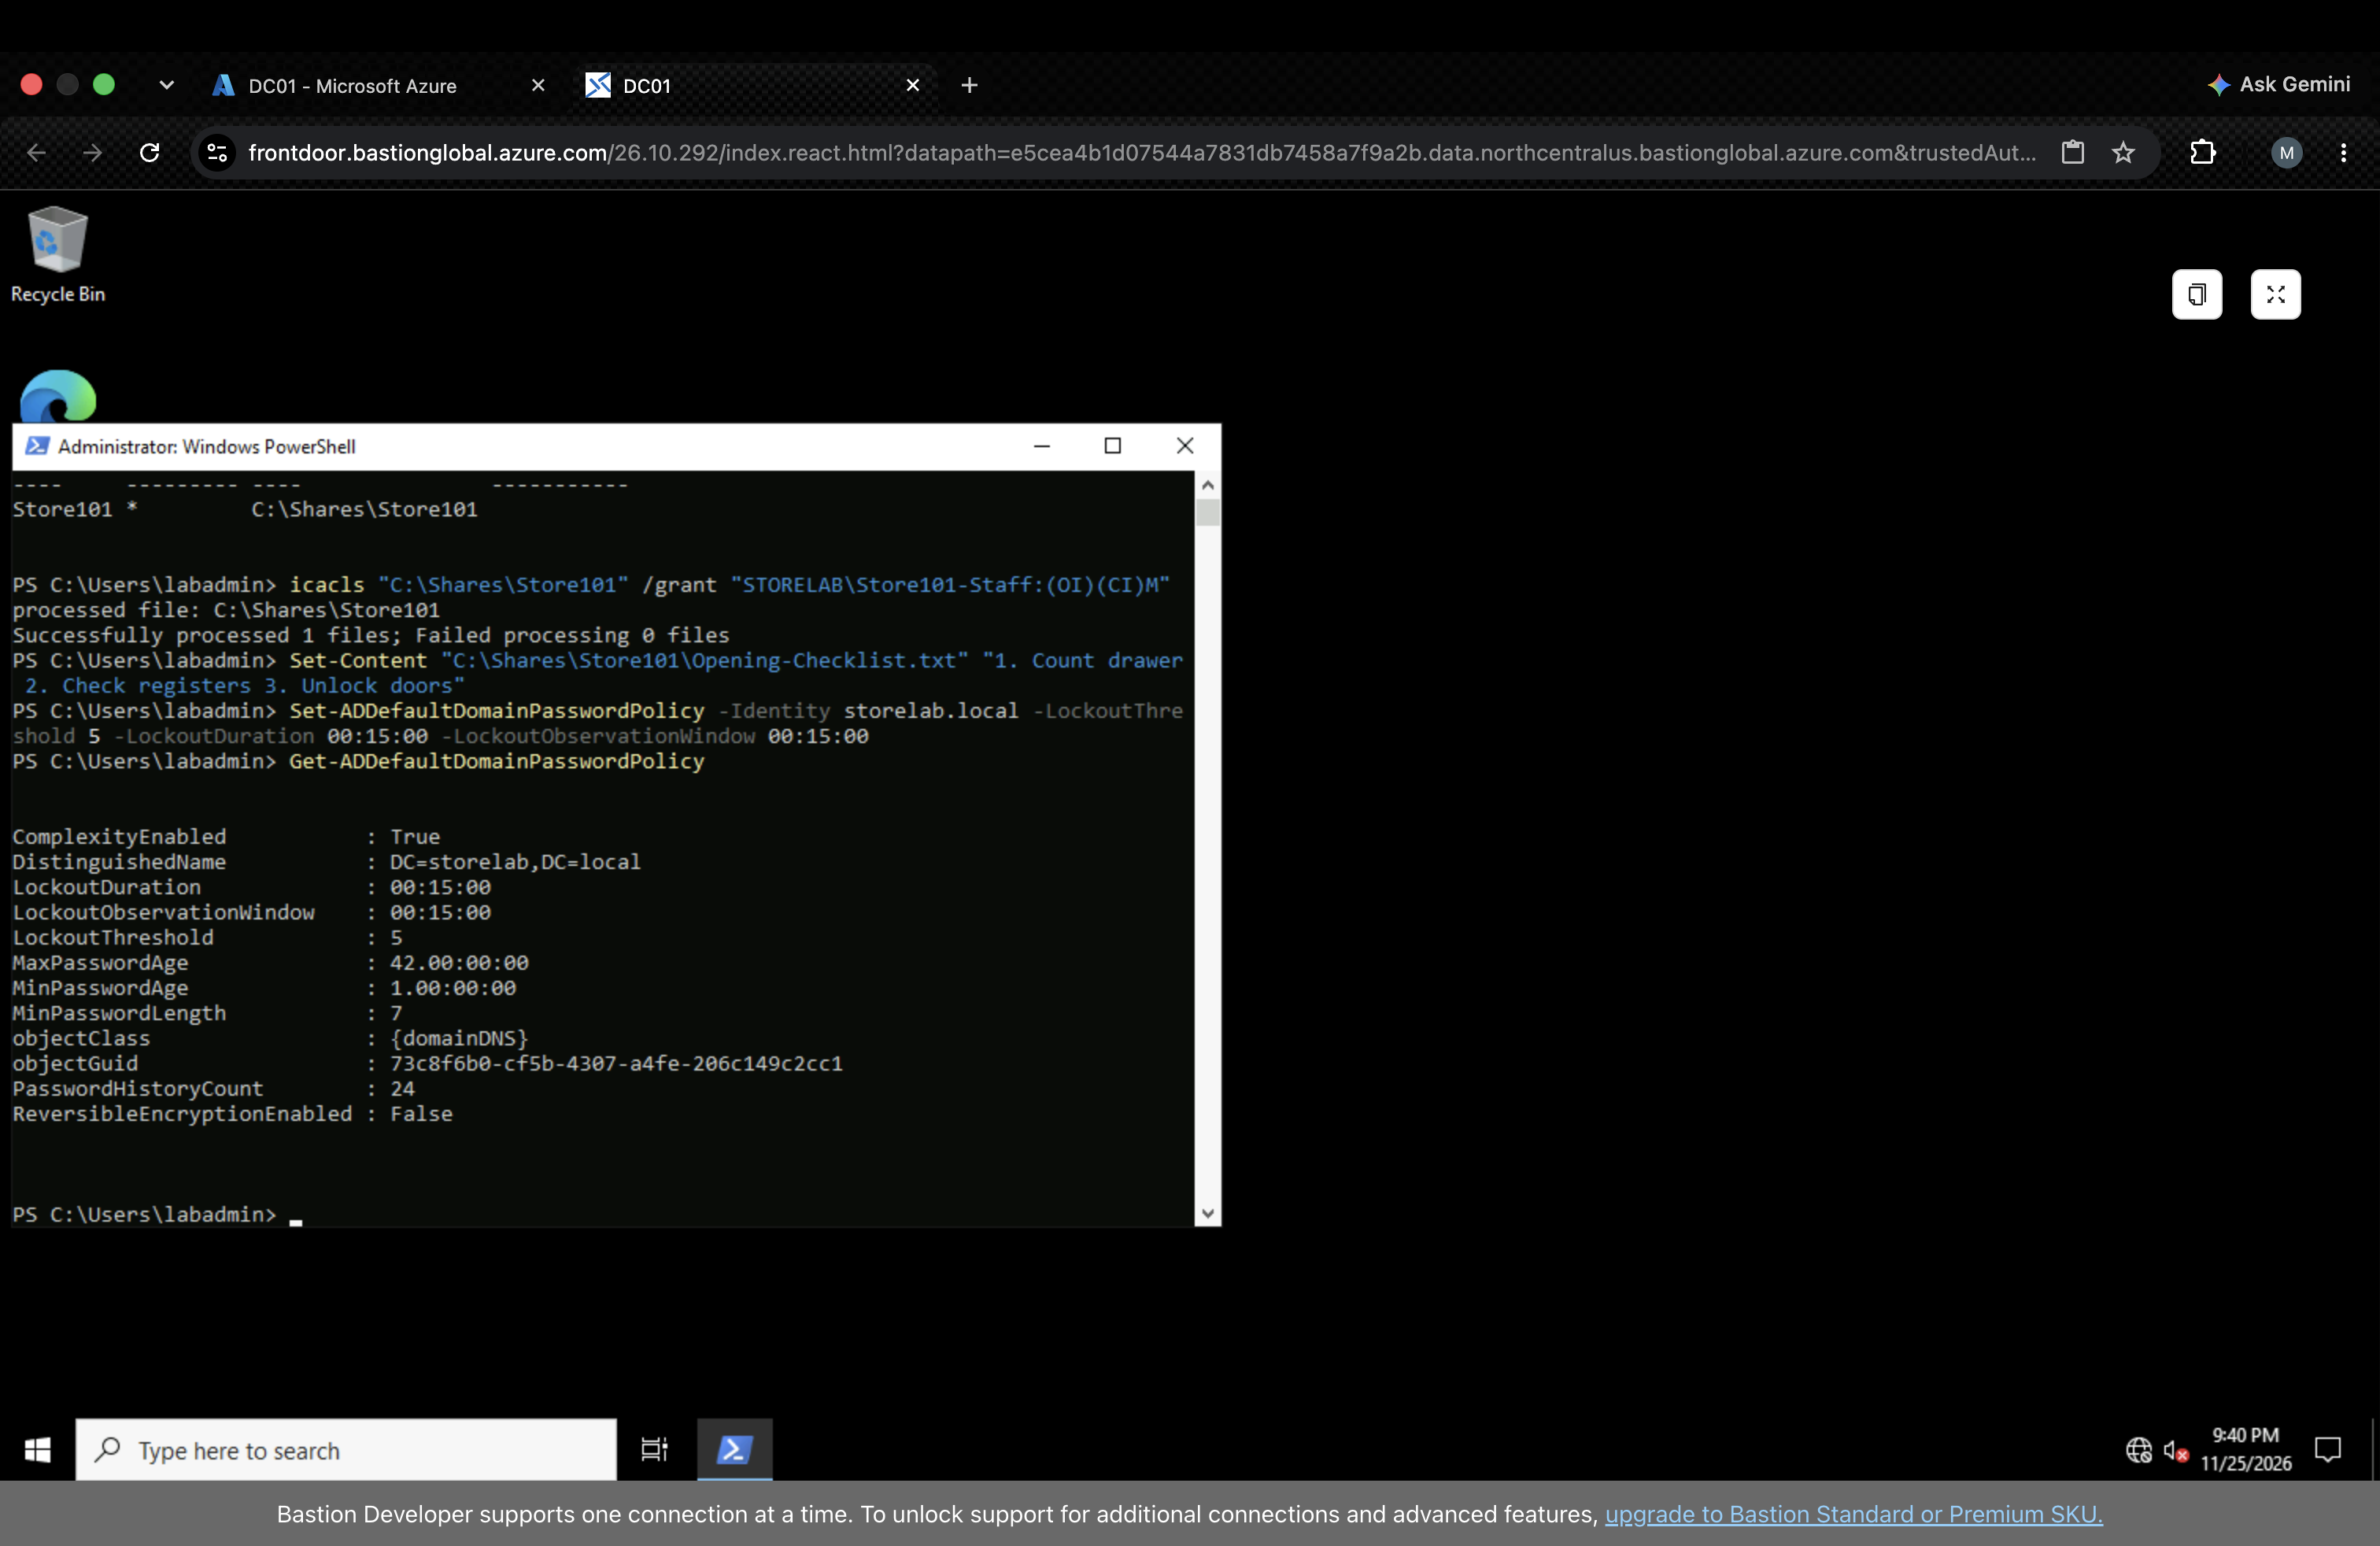 DC01 - Microsoft Azure
DC01
Ask Gemini
frontdoor.bastionglobal.azure.com/26.10.292/index.react.html?datapath=e5cea4b1d07544a7831db7458a7f9a2b.data.northcentralus.bastionglobal.azure.com&trustedAut...
M
Recycle Bin
Administrator: Windows PowerShell
---- --------- ---- -----------
Store101 * C:\Shares\Store101
PS C:\Users\labadmin> icacls "C:\Shares\Store101" /grant "STORELAB\Store101-Staff:(OI)(CI)M"
processed file: C:\Shares\Store101
Successfully processed 1 files; Failed processing 0 files
PS C:\Users\labadmin> Set-Content "C:\Shares\Store101\Opening-Checklist.txt" "1. Count drawer
2. Check registers 3. Unlock doors"
PS C:\Users\labadmin> Set-ADDefaultDomainPasswordPolicy -Identity storelab.local -LockoutThre
shold 5 -LockoutDuration 00:15:00 -LockoutObservationWindow 00:15:00
PS C:\Users\labadmin> Get-ADDefaultDomainPasswordPolicy
ComplexityEnabled : True
DistinguishedName : DC=storelab,DC=local
LockoutDuration : 00:15:00
LockoutObservationWindow : 00:15:00
LockoutThreshold : 5
MaxPasswordAge : 42.00:00:00
MinPasswordAge : 1.00:00:00
MinPasswordLength : 7
objectClass : {domainDNS}
objectGuid : 73c8f6b0-cf5b-4307-a4fe-206c149c2cc1
PasswordHistoryCount : 24
ReversibleEncryptionEnabled : False
PS C:\Users\labadmin>
Type here to search
9:40 PM
11/25/2026
Bastion Developer supports one connection at a time. To unlock support for additional connections and advanced features, upgrade to Bastion Standard or Premium SKU.